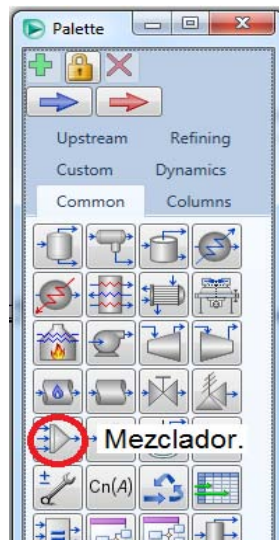 Palette
Upstream Refining
Custom Dynamics
Common Columns
Mezclador.
Cn(A)